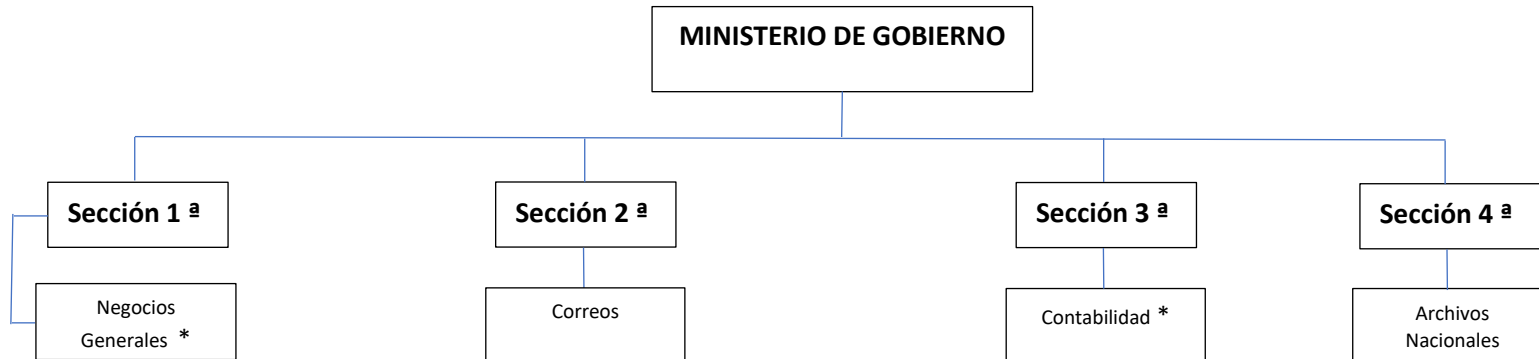 MINISTERIO DE GOBIERNO
Sección 1 ª
Sección 2 ª
Sección 3 ª
Sección 4 ª
Negocios
Generales *
Correos
Contabilidad *
Archivos
Nacionales